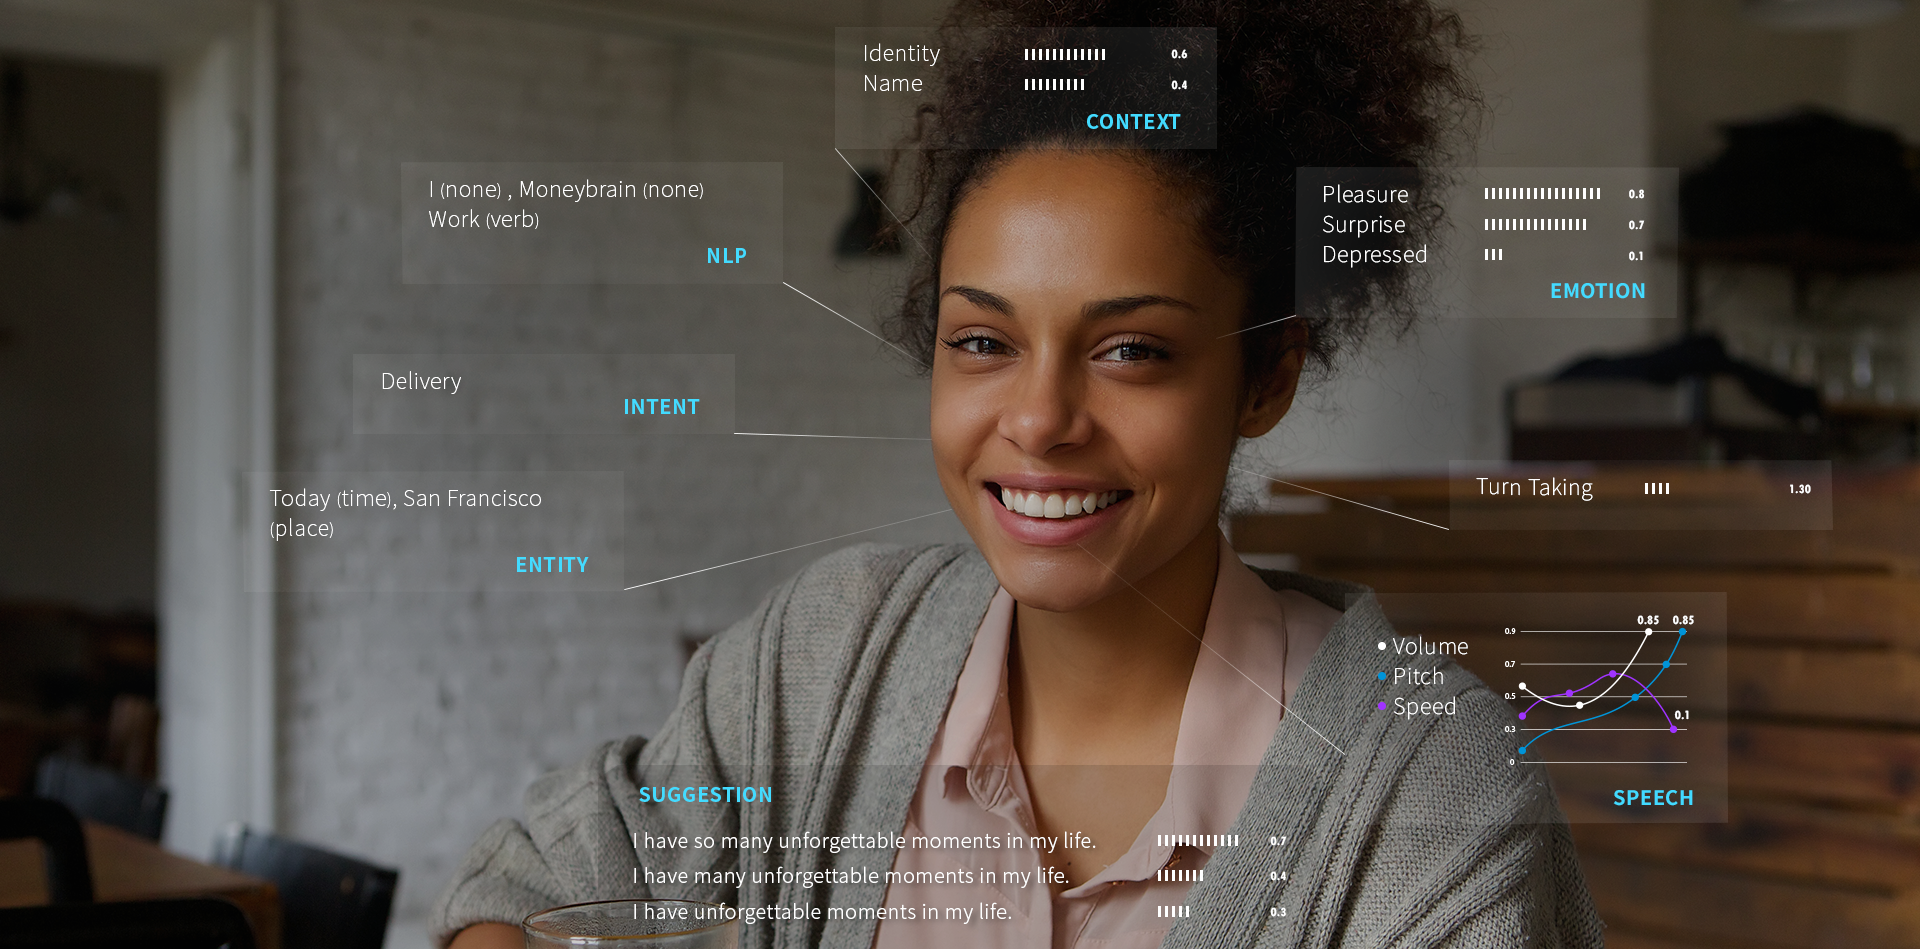 Identity 0.6
Name 0.4
CONTEXT
I (none) , Moneybrain (none)
Work (verb)
NLP
Pleasure 0.8
Surprise 0.7
Depressed 0.1
EMOTION
Delivery
INTENT
Today (time), San Francisco
(place)
ENTITY
Turn Taking 1.30
Volume
Pitch
Speed
0.85 0.85
0.9
0.7
0.5
0.1
0.3
0
SPEECH
SUGGESTION
I have so many unforgettable moments in my life. 0.7
I have many unforgettable moments in my life. 0.4
I have unforgettable moments in my life. 0.3